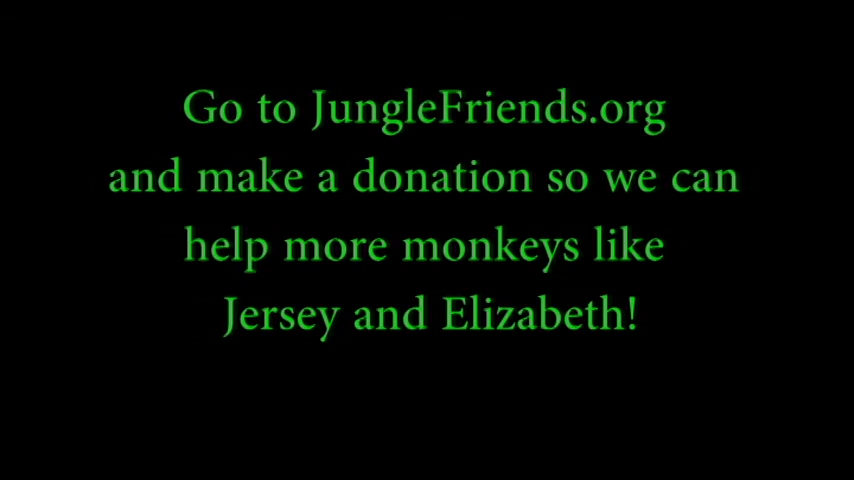 Go to JungleFriends.org
and make a donation so we can
help more monkeys like
Jersey and Elizabeth!